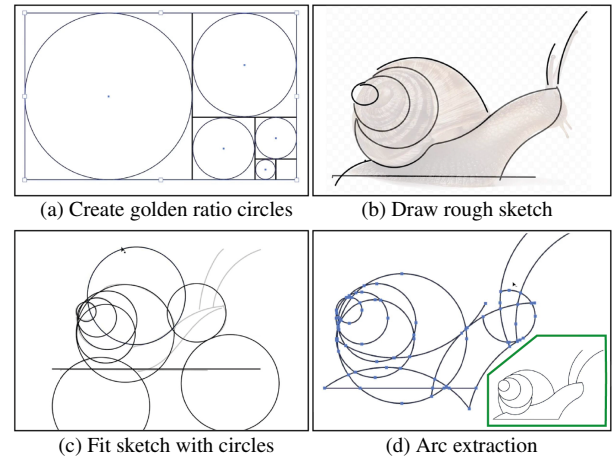 (a) Create golden ratio circles
(b) Draw rough sketch
(c) Fit sketch with circles
(d) Arc extraction